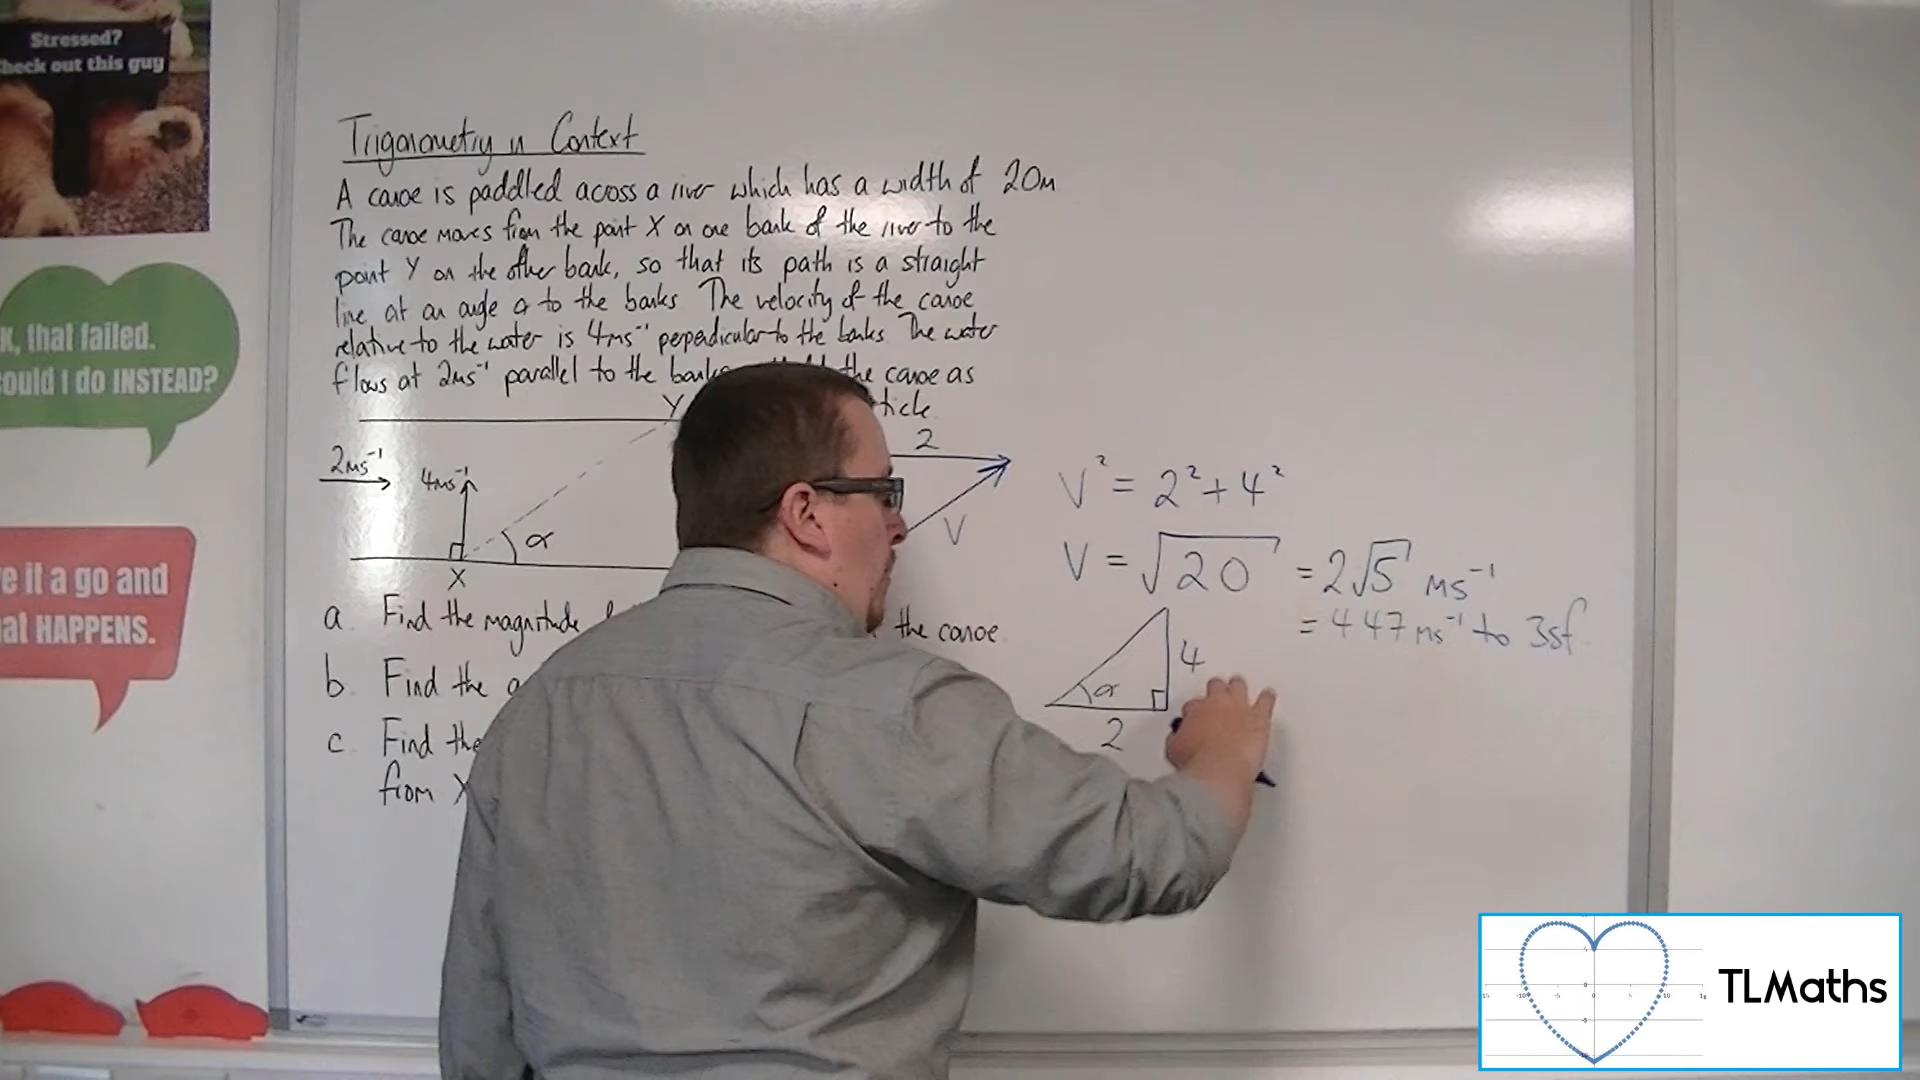 Stressed?
heck out this guy
K, that failed.
ould I do INSTEAD?
e it a go and
at HAPPENS.
Trigonometry in Context
A canoe is paddled across a river which has a width of 20m
The canoe moves from the point X on one bank of the river to the
point Y on the other bank, so that its path is a straight
line at an angle α to the banks The velocity of the canoe
relative to the water is 4ms⁻¹ perpendicular to the banks The water
flows at 2ms⁻¹ parallel to the banks the canoe as
ticle
Y
2ms⁻¹
4ms⁻¹
α
X
2
V
a. Find the magnitude the canoe
b. Find the
c. Find the
from X
V² = 2² + 4²
V = √20 = 2√5 ms⁻¹
= 4.47ms⁻¹ to 3sf
4
α
2
TLMaths